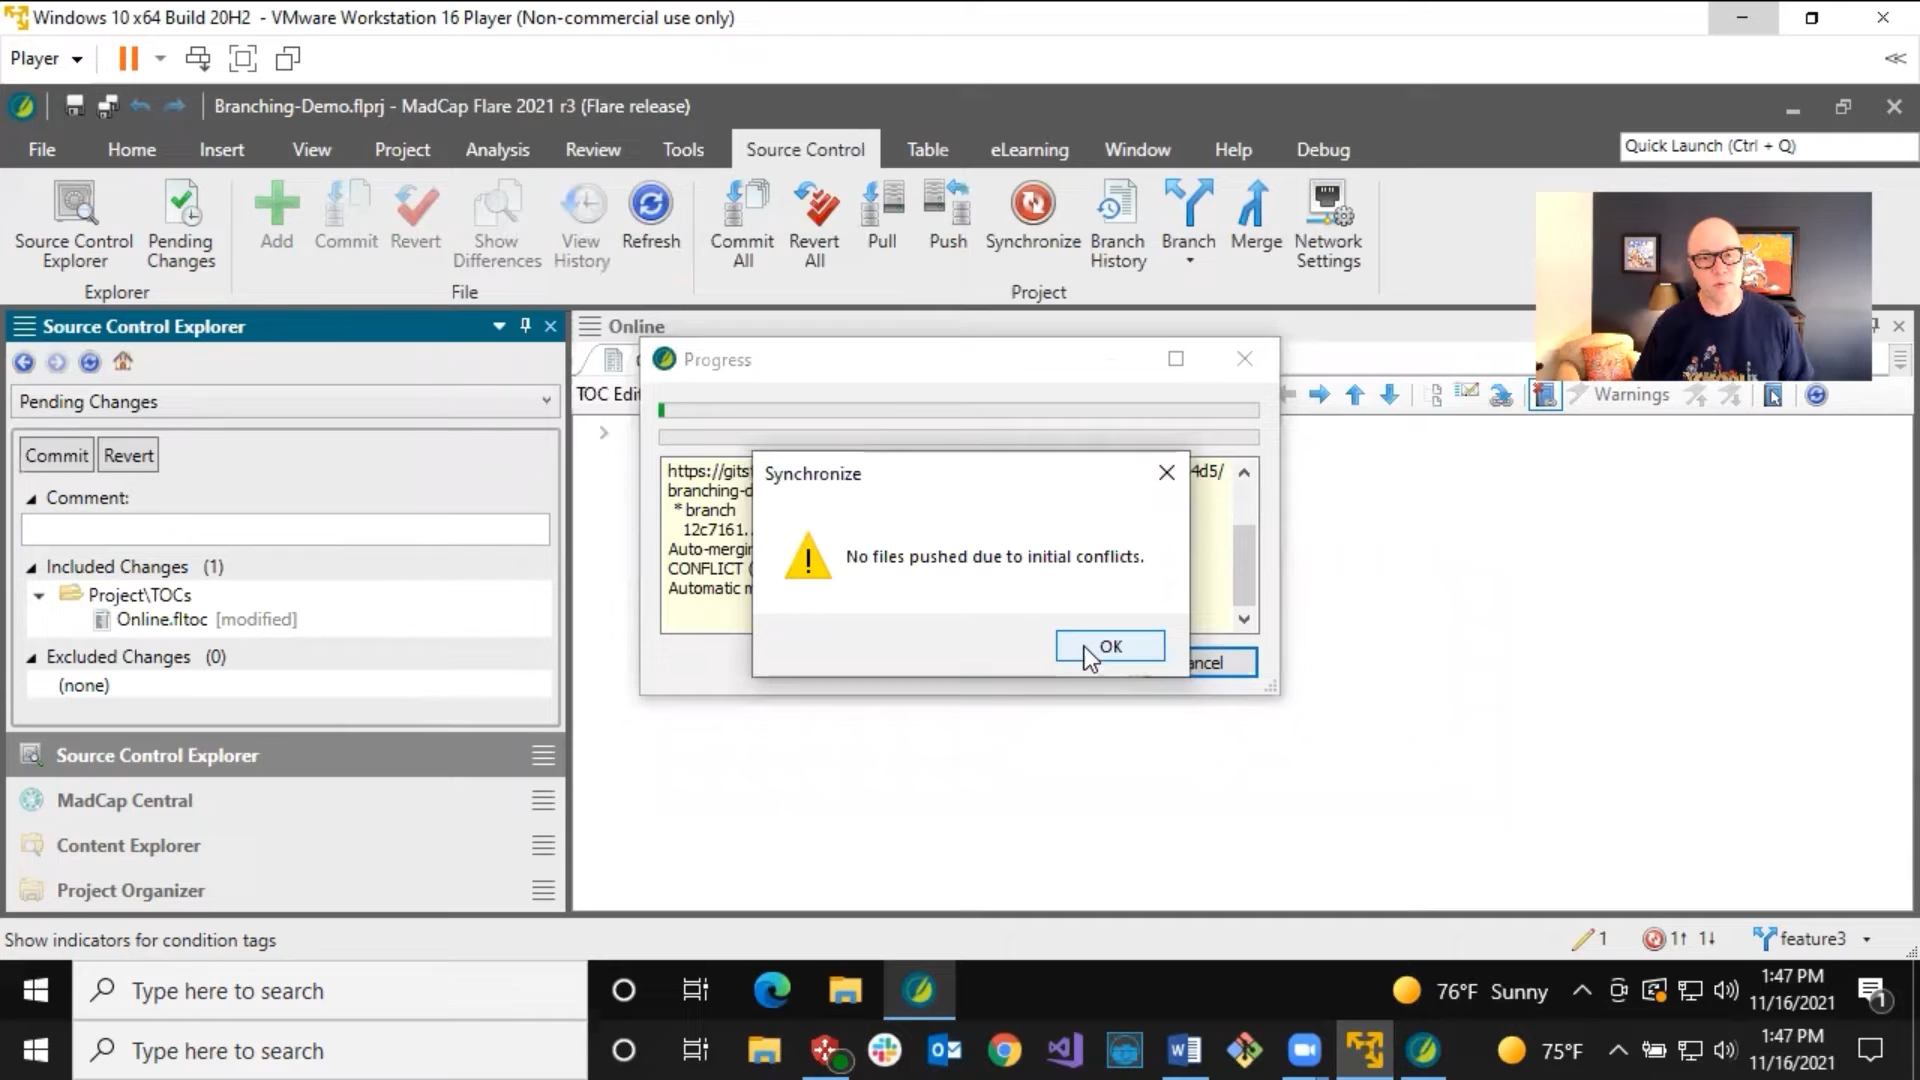 Windows 10 x64 Build 20H2 - VMware Workstation 16 Player (Non-commercial use only)
Player
Branching-Demo.flprj - MadCap Flare 2021 r3 (Flare release)
File Home Insert View Project Analysis Review Tools Source Control Table eLearning Window Help Debug
Quick Launch (Ctrl + Q)
Source Control Explorer
Pending Changes
Add
Commit
Revert
Show Differences
View History
Refresh
Commit All
Revert All
Pull
Push
Synchronize
Branch History
Branch
Merge
Network Settings
Explorer
File
Project
Source Control Explorer
Pending Changes
Commit Revert
Comment:
Included Changes (1)
Project\TOCs
Online.fltoc [modified]
Excluded Changes (0)
(none)
Source Control Explorer
MadCap Central
Content Explorer
Project Organizer
Online
TOC Edit
Warnings
Progress
https://gits 4d5/
branching-d
* branch
12c7161..
Auto-mergin
CONFLICT (
Automatic m
ancel
Synchronize
No files pushed due to initial conflicts.
OK
Show indicators for condition tags
1
1↑ 1↓
feature3
Type here to search
76°F Sunny
1:47 PM
11/16/2021
1
Type here to search
75°F
1:47 PM
11/16/2021